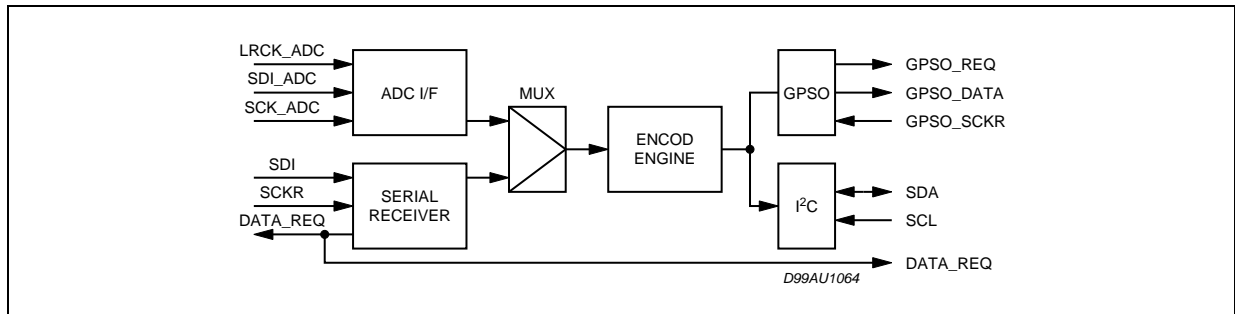 LRCK_ADC
SDI_ADC
SCK_ADC
ADC I/F
SDI
SCKR
DATA_REQ
SERIAL
RECEIVER
MUX
ENCOD
ENGINE
GPSO
GPSO_REQ
GPSO_DATA
GPSO_SCKR
I²C
SDA
SCL
DATA_REQ
D99AU1064